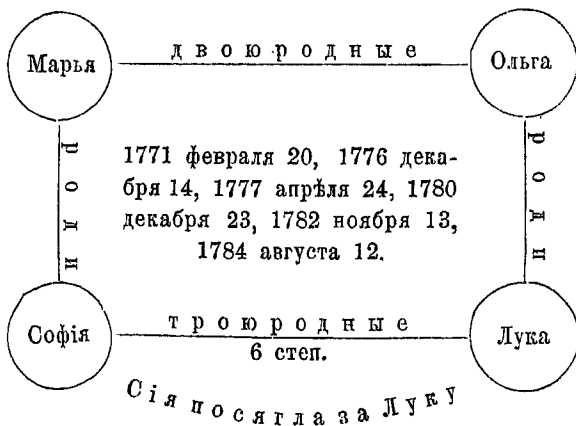 двоюродные
Марья
Ольга
роди
роди
1771 февраля 20, 1776 дека-
бря 14, 1777 апрѣля 24, 1780
декабря 23, 1782 ноября 13,
1784 августа 12.
троюродные
Софія
Лука
6 степ.
Сія посягла за Луку